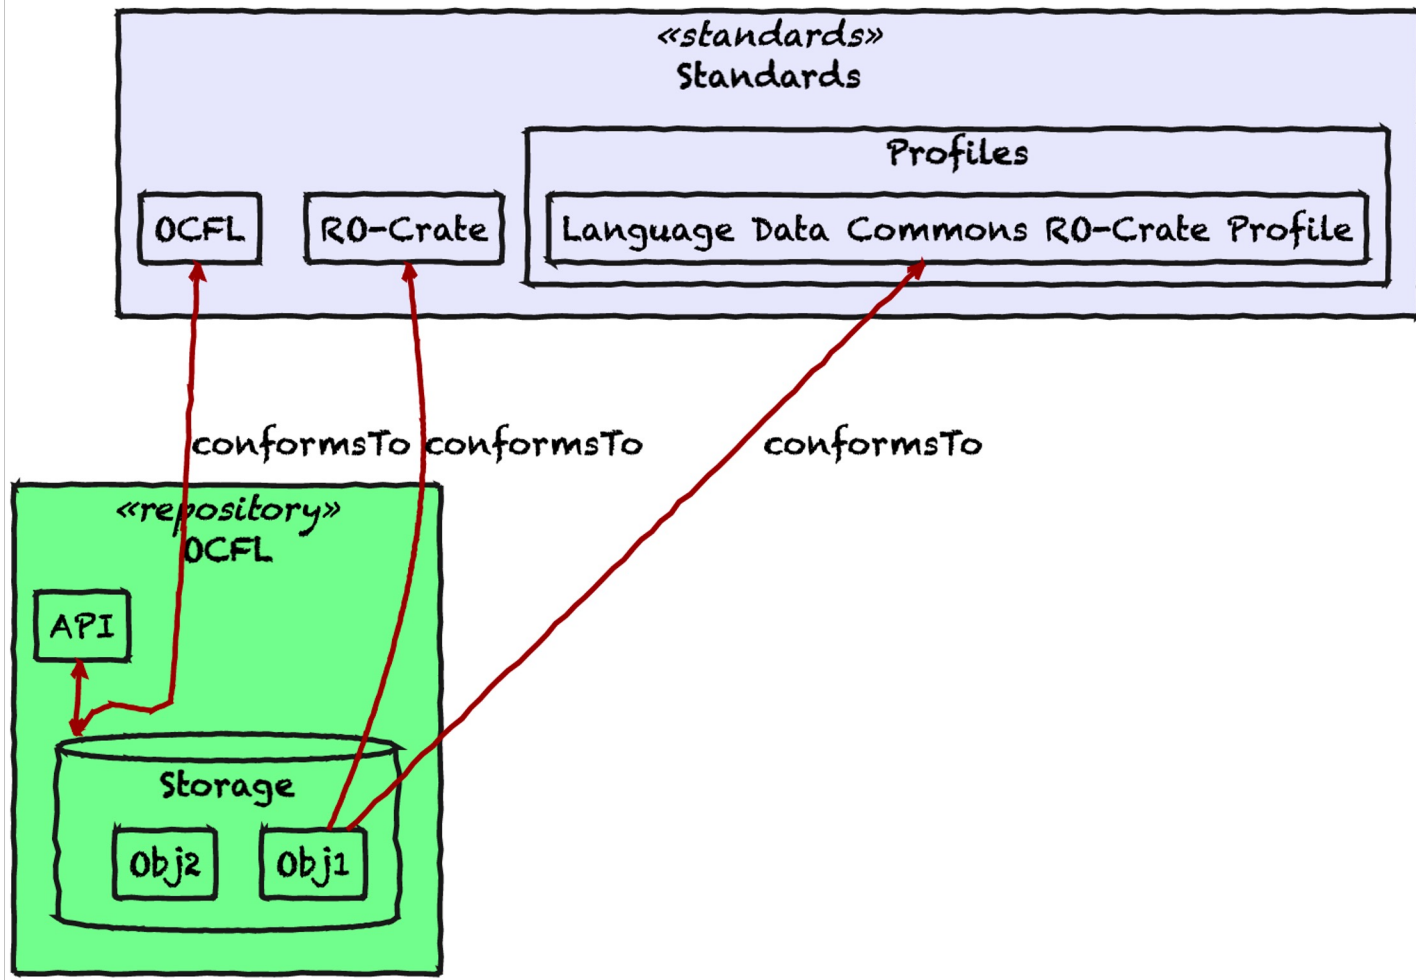 «standards»
Standards
Profiles
OCFL
RO-Crate
Language Data Commons RO-Crate Profile
conformsTo
conformsTo
conformsTo
«repository»
OCFL
API
Storage
Obj2
Obj1